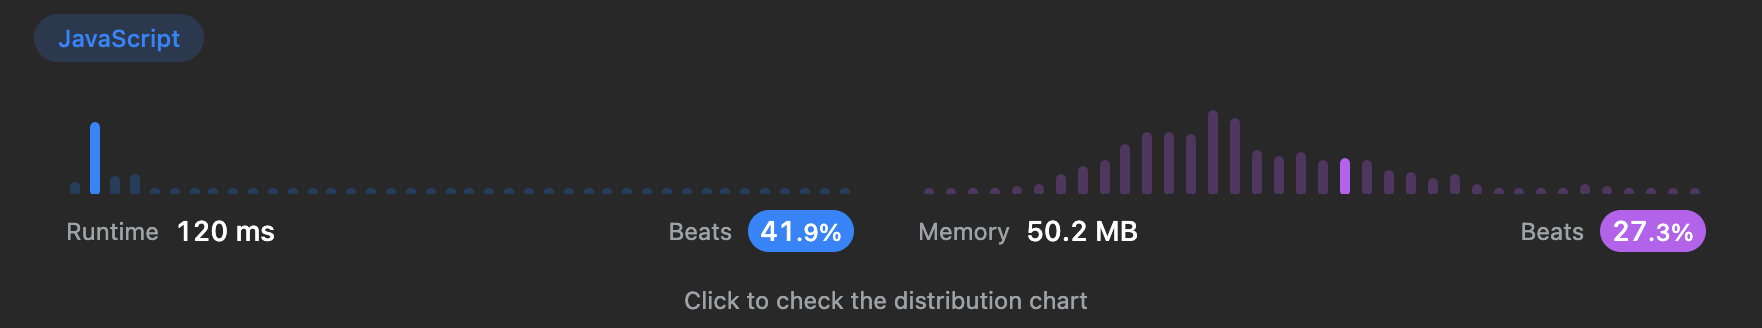 JavaScript
Runtime 120 ms Beats 41.9% Memory 50.2 MB Beats 27.3%
Click to check the distribution chart